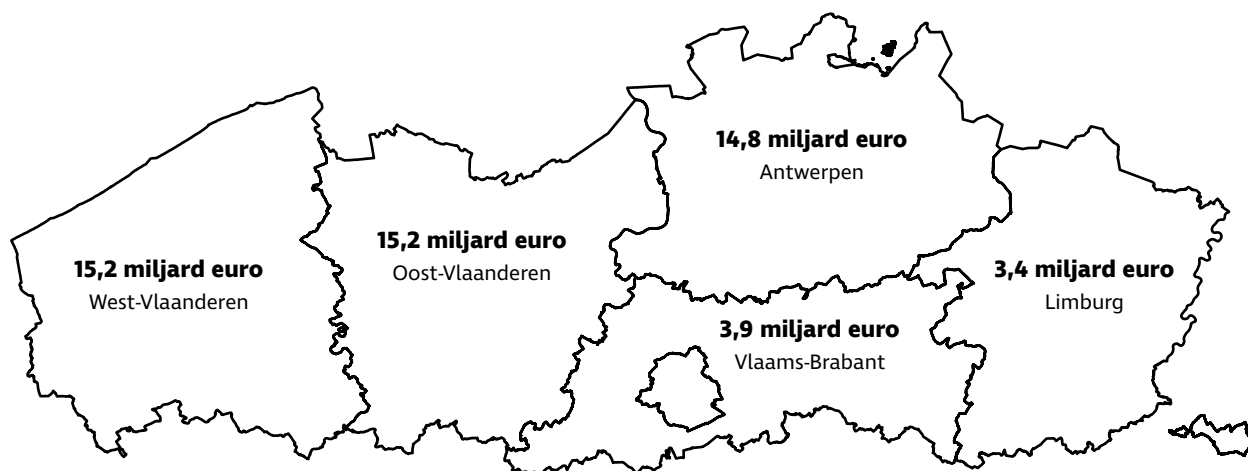 14,8 miljard euro
Antwerpen
15,2 miljard euro
Oost-Vlaanderen
15,2 miljard euro
West-Vlaanderen
3,4 miljard euro
Limburg
3,9 miljard euro
Vlaams-Brabant